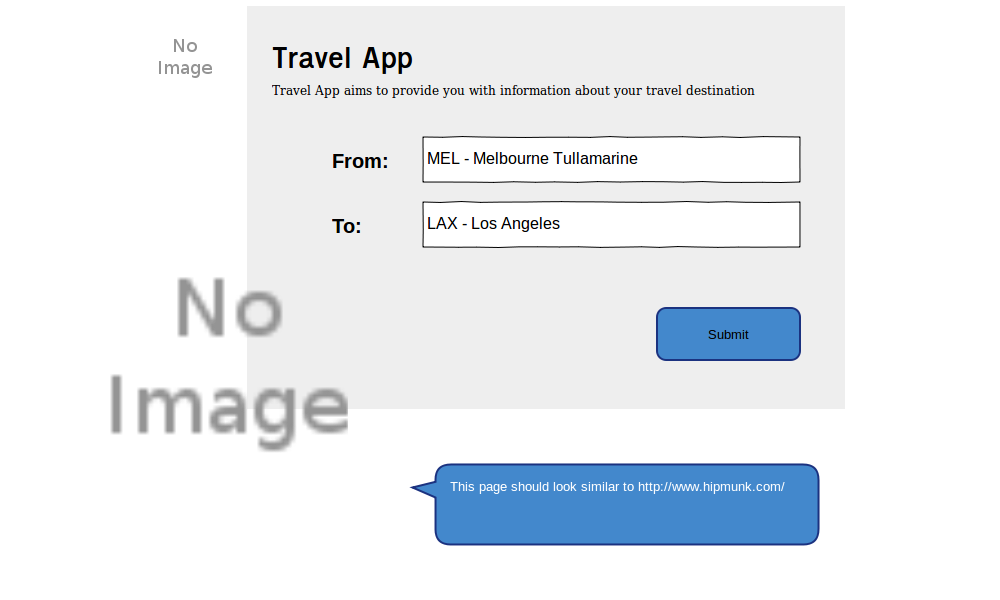 No
Image
Travel App
Travel App aims to provide you with information about your travel destination
From:
MEL - Melbourne Tullamarine
To:
LAX - Los Angeles
Submit
No
Image
This page should look similar to http://www.hipmunk.com/